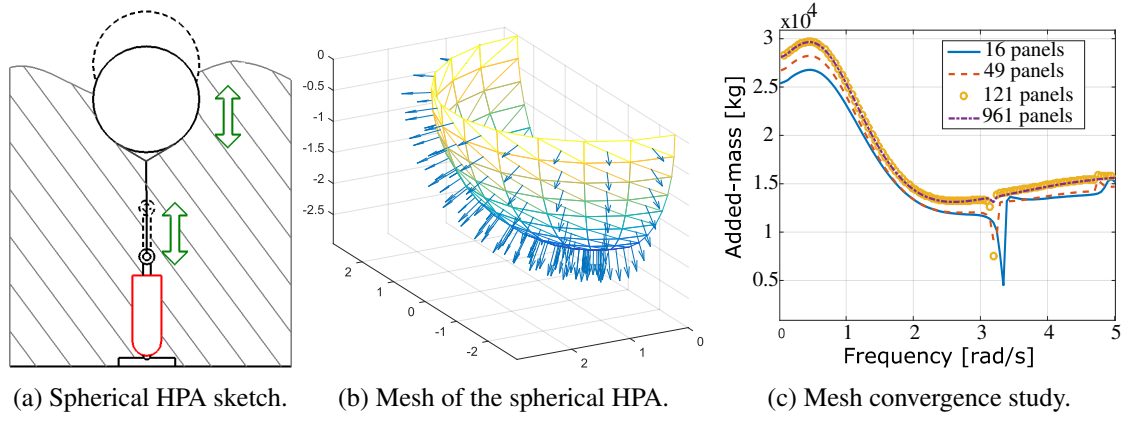 0
-0.5
-1
-1.5
-2
-2.5
2
1
0
-1
-2
2
1
0
x10⁴
3
2.5
2
1.5
1
0.5
0
1
2
3
4
5
Added-mass [kg]
Frequency [rad/s]
16 panels
49 panels
121 panels
961 panels
(a) Spherical HPA sketch.
(b) Mesh of the spherical HPA.
(c) Mesh convergence study.